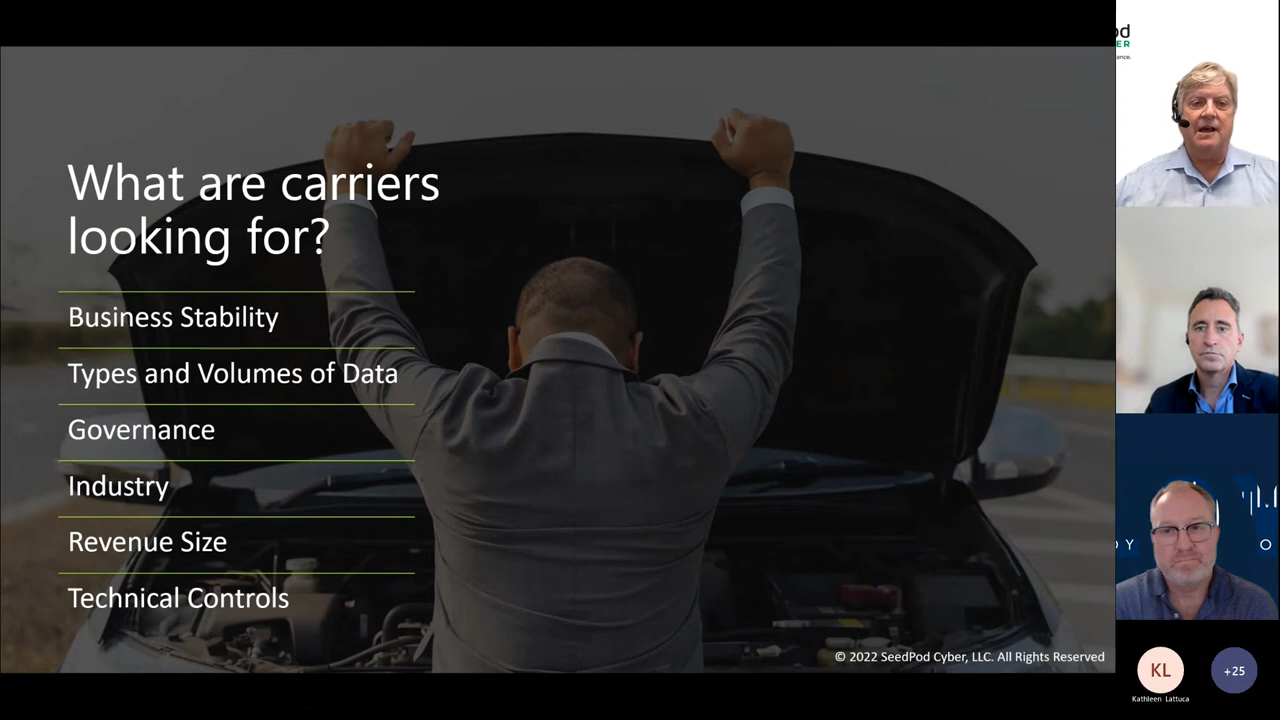 What are carriers
looking for?
Business Stability
Types and Volumes of Data
Governance
Industry
Revenue Size
Technical Controls
© 2022 SeedPod Cyber, LLC. All Rights Reserved
KL
+25
Kathleen Lattuca